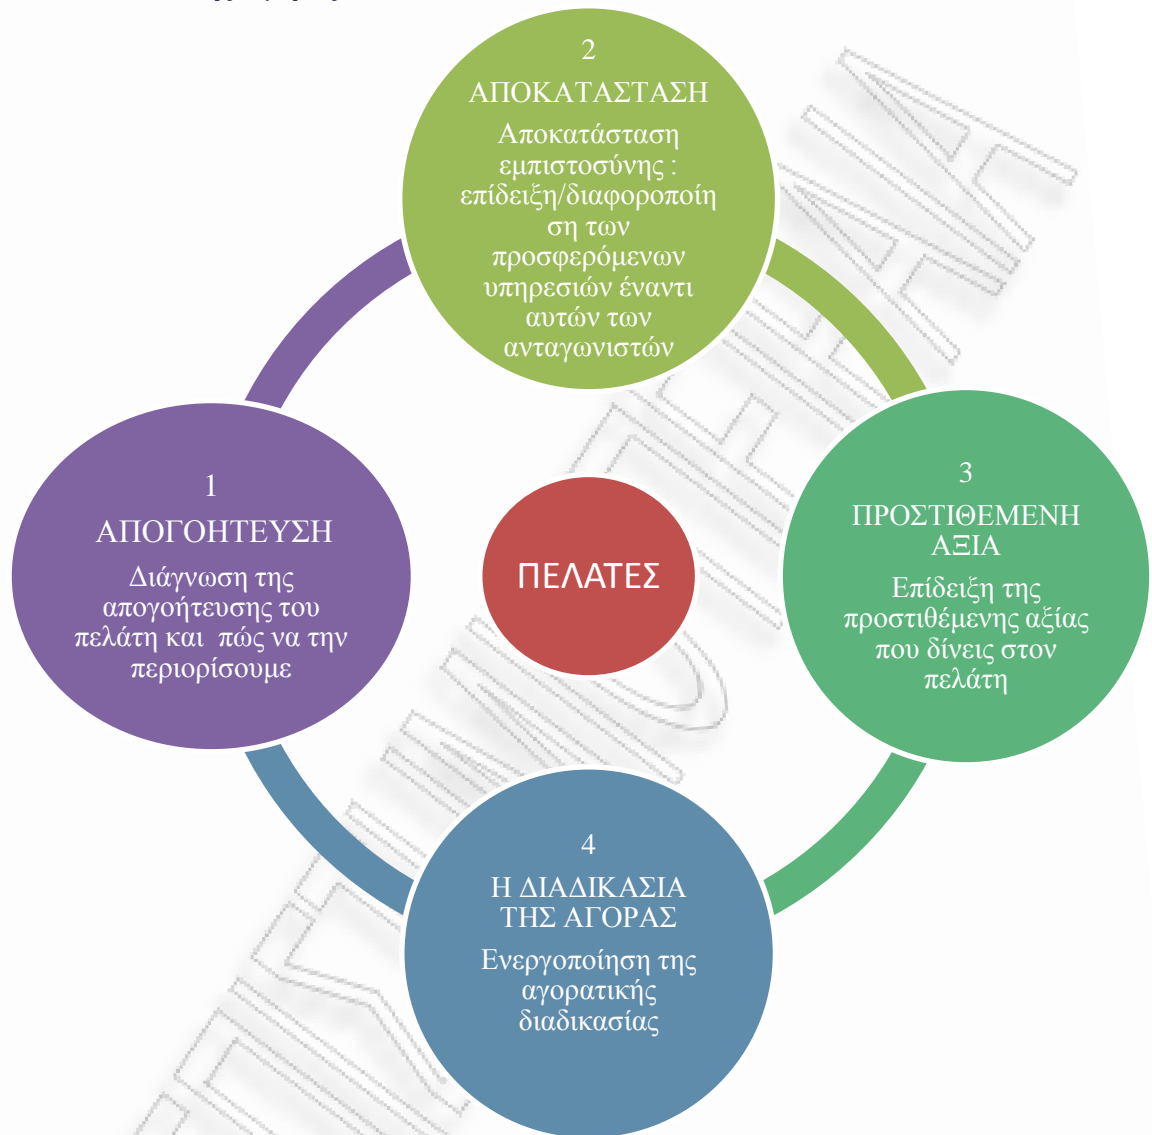 1
ΑΠΟΓΟΗΤΕΥΣΗ
Διάγνωση της
απογοήτευσης του
πελάτη και πώς να την
περιορίσουμε
2
ΑΠΟΚΑΤΑΣΤΑΣΗ
Αποκατάσταση
εμπιστοσύνης :
επίδειξη/διαφοροποίη
ση των
προσφερόμενων
υπηρεσιών έναντι
αυτών των
ανταγωνιστών
3
ΠΡΟΣΤΙΘΕΜΕΝΗ
ΑΞΙΑ
Επίδειξη της
προστιθέμενης αξίας
που δίνεις στον
πελάτη
4
Η ΔΙΑΔΙΚΑΣΙΑ
ΤΗΣ ΑΓΟΡΑΣ
Ενεργοποίηση της
αγορατικής
διαδικασίας
ΠΕΛΑΤΕΣ